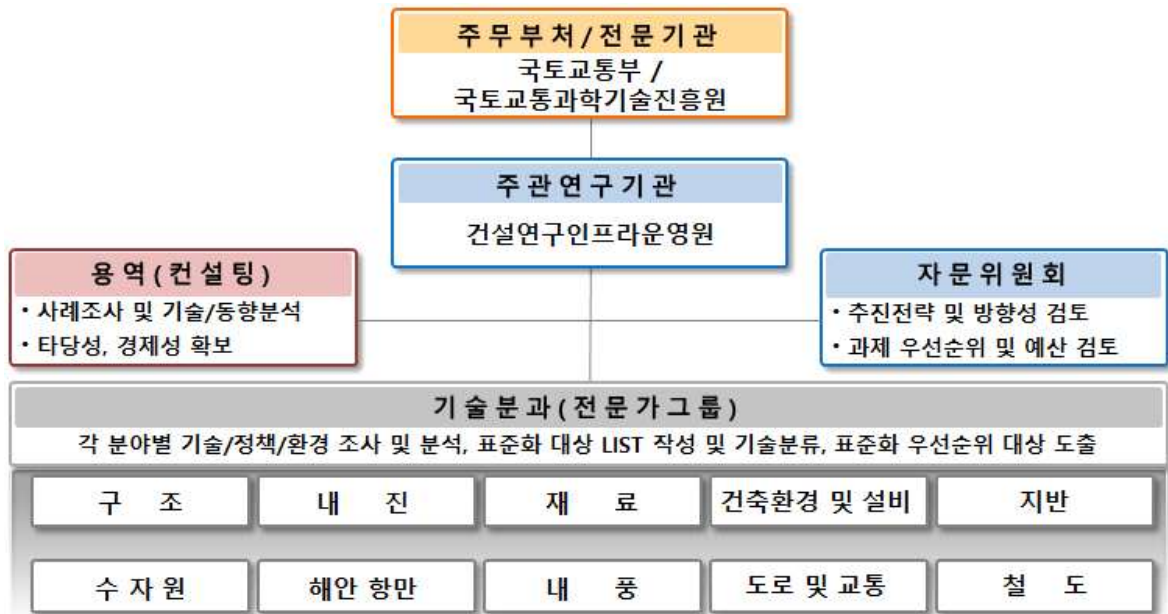 주무부처/전문기관
국토교통부 /
국토교통과학기술진흥원
주관연구기관
건설연구인프라운영원
용역(컨설팅)
• 사례조사 및 기술/동향분석
• 타당성, 경제성 확보
자문위원회
• 추진전략 및 방향성 검토
• 과제 우선순위 및 예산 검토
기술분과(전문가그룹)
각 분야별 기술/정책/환경 조사 및 분석, 표준화 대상 LIST 작성 및 기술분류, 표준화 우선순위 대상 도출
구 조
내 진
재 료
건축환경 및 설비
지반
수 자 원
해안 항만
내 풍
도로 및 교통
철 도